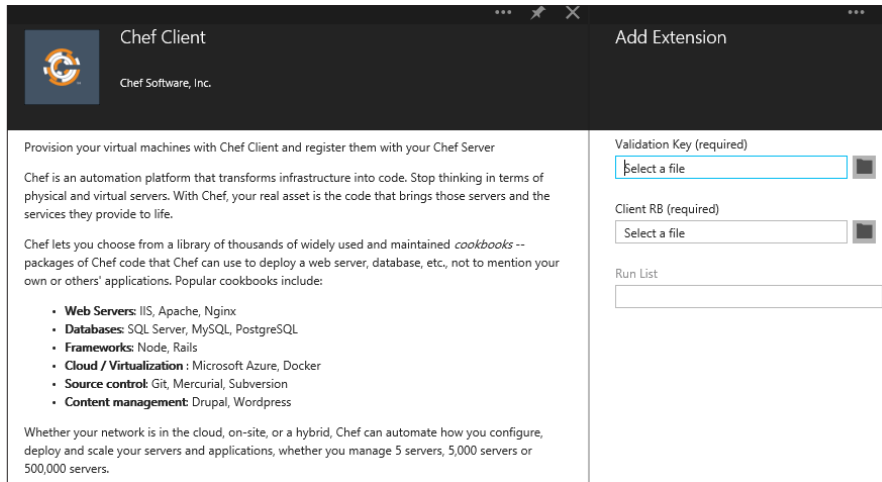 Chef Client
Chef Software, Inc.
Provision your virtual machines with Chef Client and register them with your Chef Server
Chef is an automation platform that transforms infrastructure into code. Stop thinking in terms of
physical and virtual servers. With Chef, your real asset is the code that brings those servers and the
services they provide to life.
Chef lets you choose from a library of thousands of widely used and maintained cookbooks --
packages of Chef code that Chef can use to deploy a web server, database, etc., not to mention your
own or others' applications. Popular cookbooks include:
• Web Servers: IIS, Apache, Nginx
• Databases: SQL Server, MySQL, PostgreSQL
• Frameworks: Node, Rails
• Cloud / Virtualization : Microsoft Azure, Docker
• Source control: Git, Mercurial, Subversion
• Content management: Drupal, Wordpress
Whether your network is in the cloud, on-site, or a hybrid, Chef can automate how you configure,
deploy and scale your servers and applications, whether you manage 5 servers, 5,000 servers or
500,000 servers.
Add Extension
Validation Key (required)
Select a file
Client RB (required)
Select a file
Run List